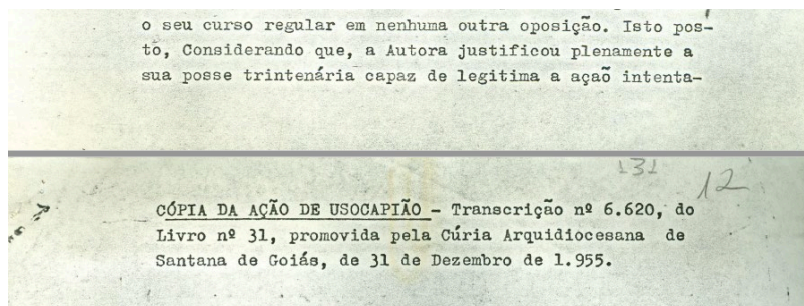 o seu curso regular em nenhuma outra oposição. Isto pos-
to, Considerando que, a Autora justificou plenamente a
sua posse trintenária capaz de legitima a açaõ intenta-
131
12
CÓPIA DA AÇÃO DE USOCAPIÃO - Transcrição nº 6.620, do
Livro nº 31, promovida pela Cúria Arquidiocesana de
Santana de Goiás, de 31 de Dezembro de 1.955.